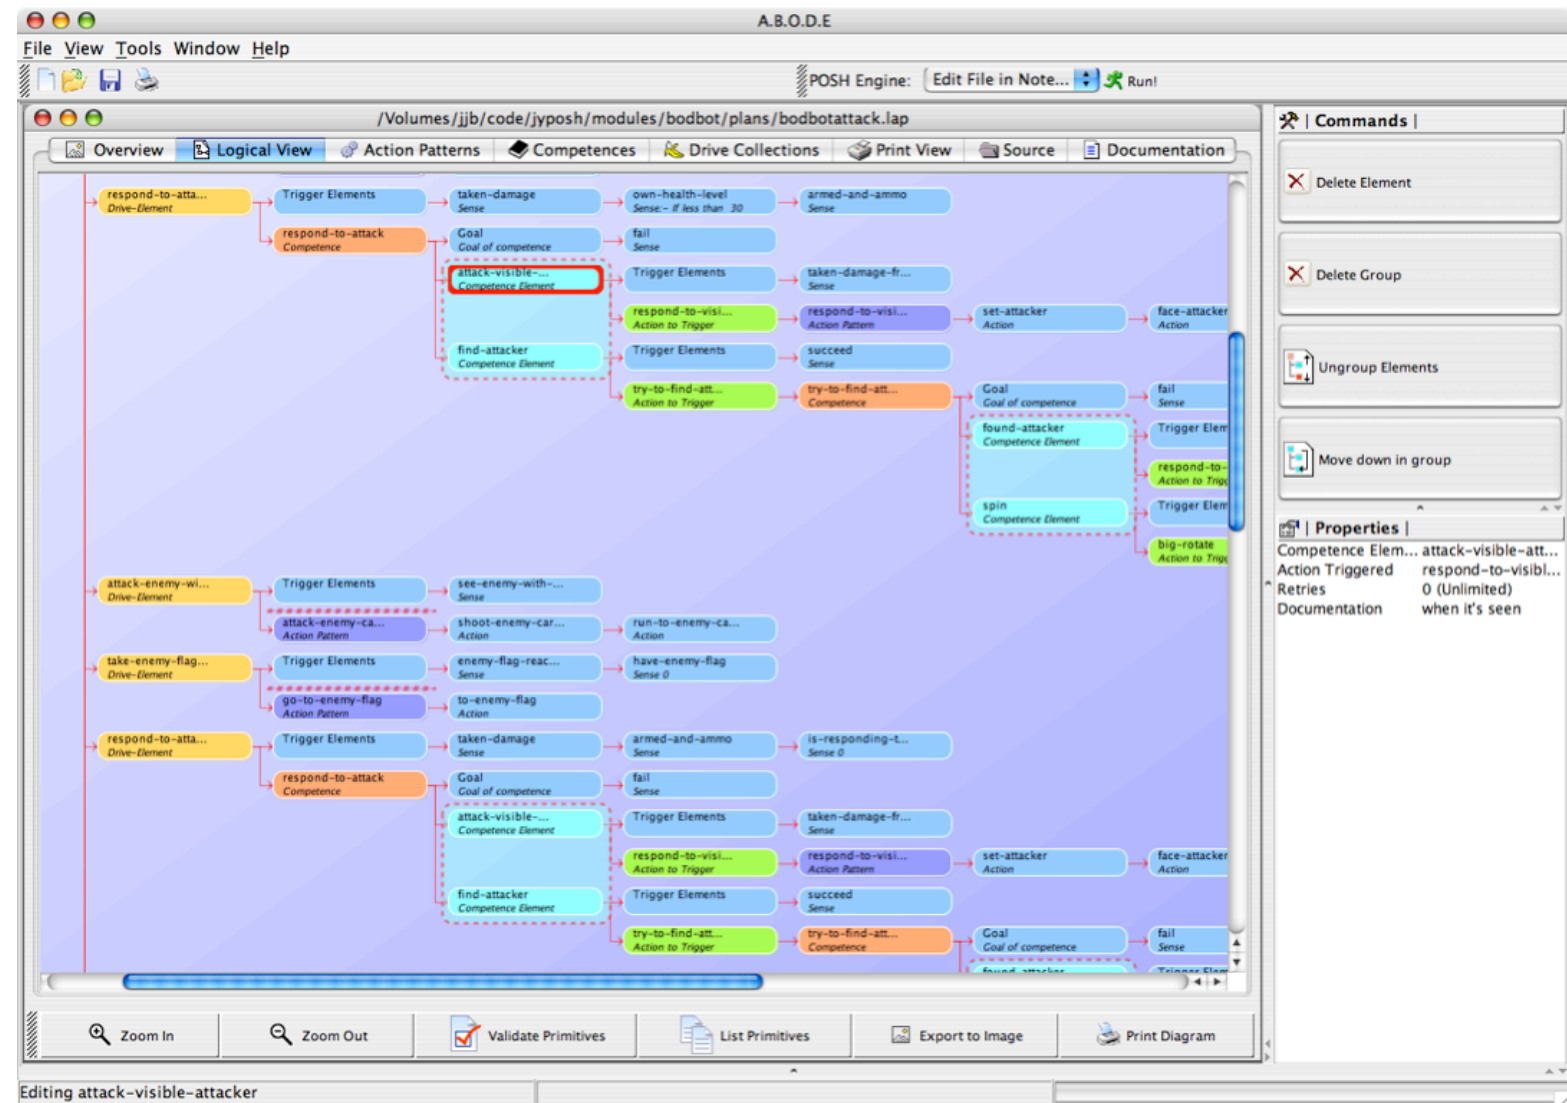 A.B.O.D.E
File View Tools Window Help
POSH Engine: Edit File in Note... Run!
/Volumes/jjb/code/jyposh/modules/bodbot/plans/bodbotattack.lap
Overview Logical View Action Patterns Competences Drive Collections Print View Source Documentation
respond-to-atta... Trigger Elements taken-damage own-health-level armed-and-ammo
Drive-Element Sense Sense:- If less than 30 Sense
respond-to-attack Goal fail
Competence Goal of competence Sense
attack-visible-... Trigger Elements taken-damage-fr...
Competence Element Sense
respond-to-visi... respond-to-visi... set-attacker face-attacker
Action to Trigger Action Pattern Action Action
find-attacker Trigger Elements succeed
Competence Element Sense
try-to-find-att... try-to-find-att... Goal fail
Action to Trigger Competence Goal of competence Sense
found-attacker Trigger Elem
Competence Element
respond-to-
Action to Trigg
spin Trigger Elem
Competence Element
big-rotate
Action to Trigg
attack-enemy-wi... Trigger Elements see-enemy-with-...
Drive-Element Sense
attack-enemy-ca... shoot-enemy-car... run-to-enemy-ca...
Action Pattern Action Action
take-enemy-flag... Trigger Elements enemy-flag-reac... have-enemy-flag
Drive-Element Sense Sense 0
go-to-enemy-flag to-enemy-flag
Action Pattern Action
respond-to-atta... Trigger Elements taken-damage armed-and-ammo is-responding-t...
Drive-Element Sense Sense Sense 0
respond-to-attack Goal fail
Competence Goal of competence Sense
attack-visible-... Trigger Elements taken-damage-fr...
Competence Element Sense
respond-to-visi... respond-to-visi... set-attacker face-attacker
Action to Trigger Action Pattern Action Action
find-attacker Trigger Elements succeed
Competence Element Sense
try-to-find-att... try-to-find-att... Goal fail
Action to Trigger Competence Goal of competence Sense
found-attacker Trigger Elem
Zoom In Zoom Out Validate Primitives List Primitives Export to Image Print Diagram
Editing attack-visible-attacker
| Commands |
Delete Element
Delete Group
Ungroup Elements
Move down in group
| Properties |
Competence Elem... attack-visible-att...
Action Triggered respond-to-visibl...
Retries 0 (Unlimited)
Documentation when it's seen